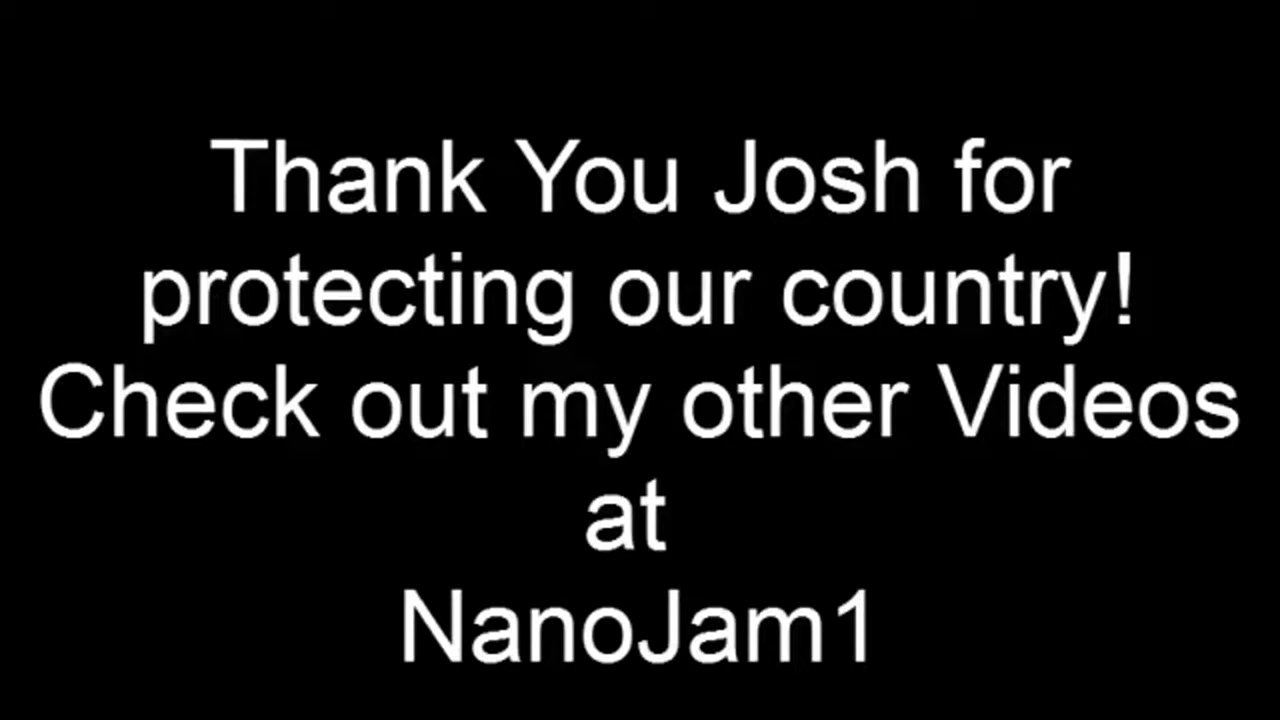 Thank You Josh for
protecting our country!
Check out my other Videos
at
NanoJam1